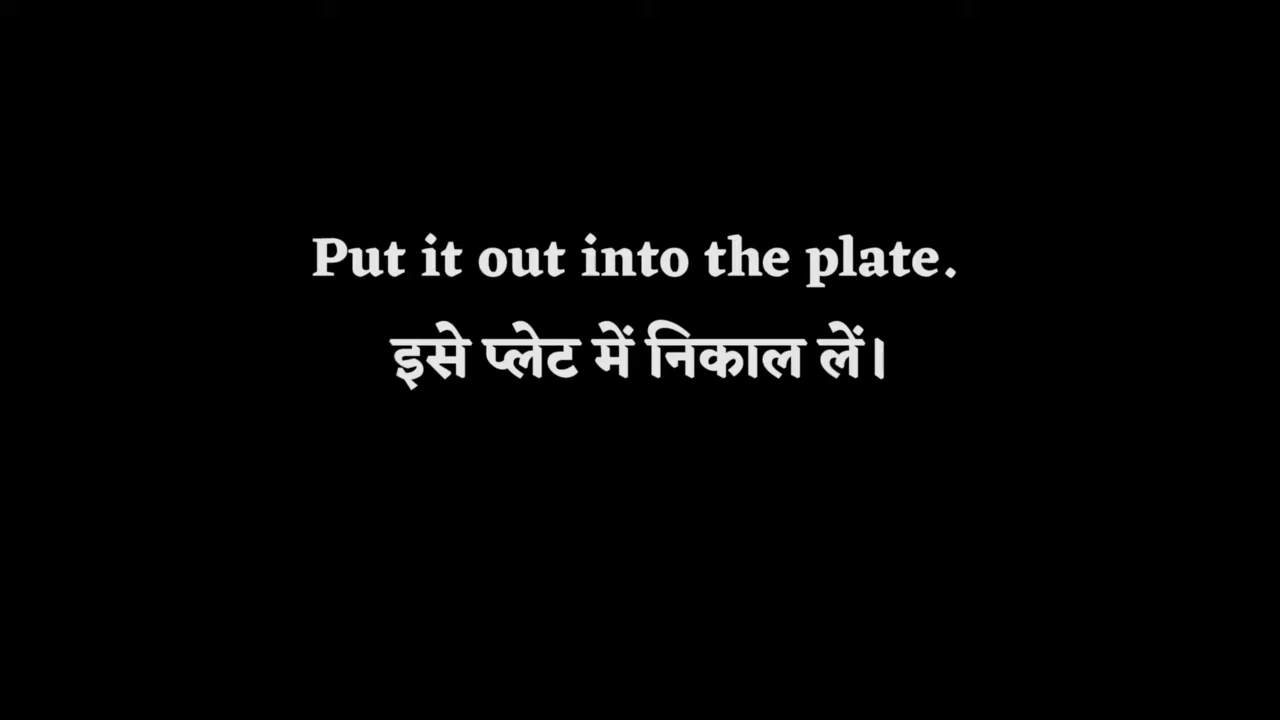 Put it out into the plate.
इसे प्लेट में निकाल लें।